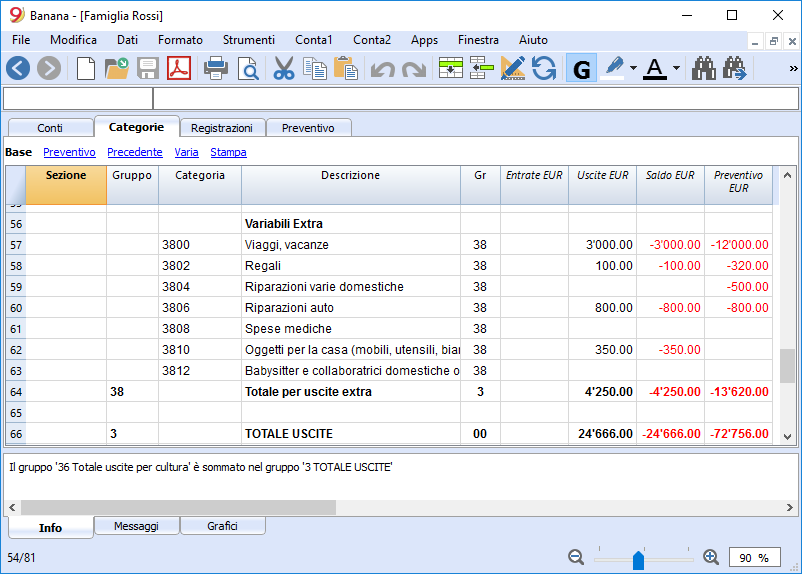 Banana - [Famiglia Rossi]
File Modifica Dati Formato Strumenti Conta1 Conta2 Apps Finestra Aiuto
G A »
Conti Categorie Registrazioni Preventivo
Base Preventivo Precedente Varia Stampa
Sezione Gruppo Categoria Descrizione Gr Entrate EUR Uscite EUR Saldo EUR Preventivo EUR
56 Variabili Extra
57 3800 Viaggi, vacanze 38 3'000.00 -3'000.00 -12'000.00
58 3802 Regali 38 100.00 -100.00 -320.00
59 3804 Riparazioni varie domestiche 38 -500.00
60 3806 Riparazioni auto 38 800.00 -800.00 -800.00
61 3808 Spese mediche 38
62 3810 Oggetti per la casa (mobili, utensili, bian 38 350.00 -350.00
63 3812 Babysitter e collaboratrici domestiche o 38
64 38 Totale per uscite extra 3 4'250.00 -4'250.00 -13'620.00
65
66 3 TOTALE USCITE 00 24'666.00 -24'666.00 -72'756.00
Il gruppo '36 Totale uscite per cultura' è sommato nel gruppo '3 TOTALE USCITE'
Info Messaggi Grafici
54/81 90 %